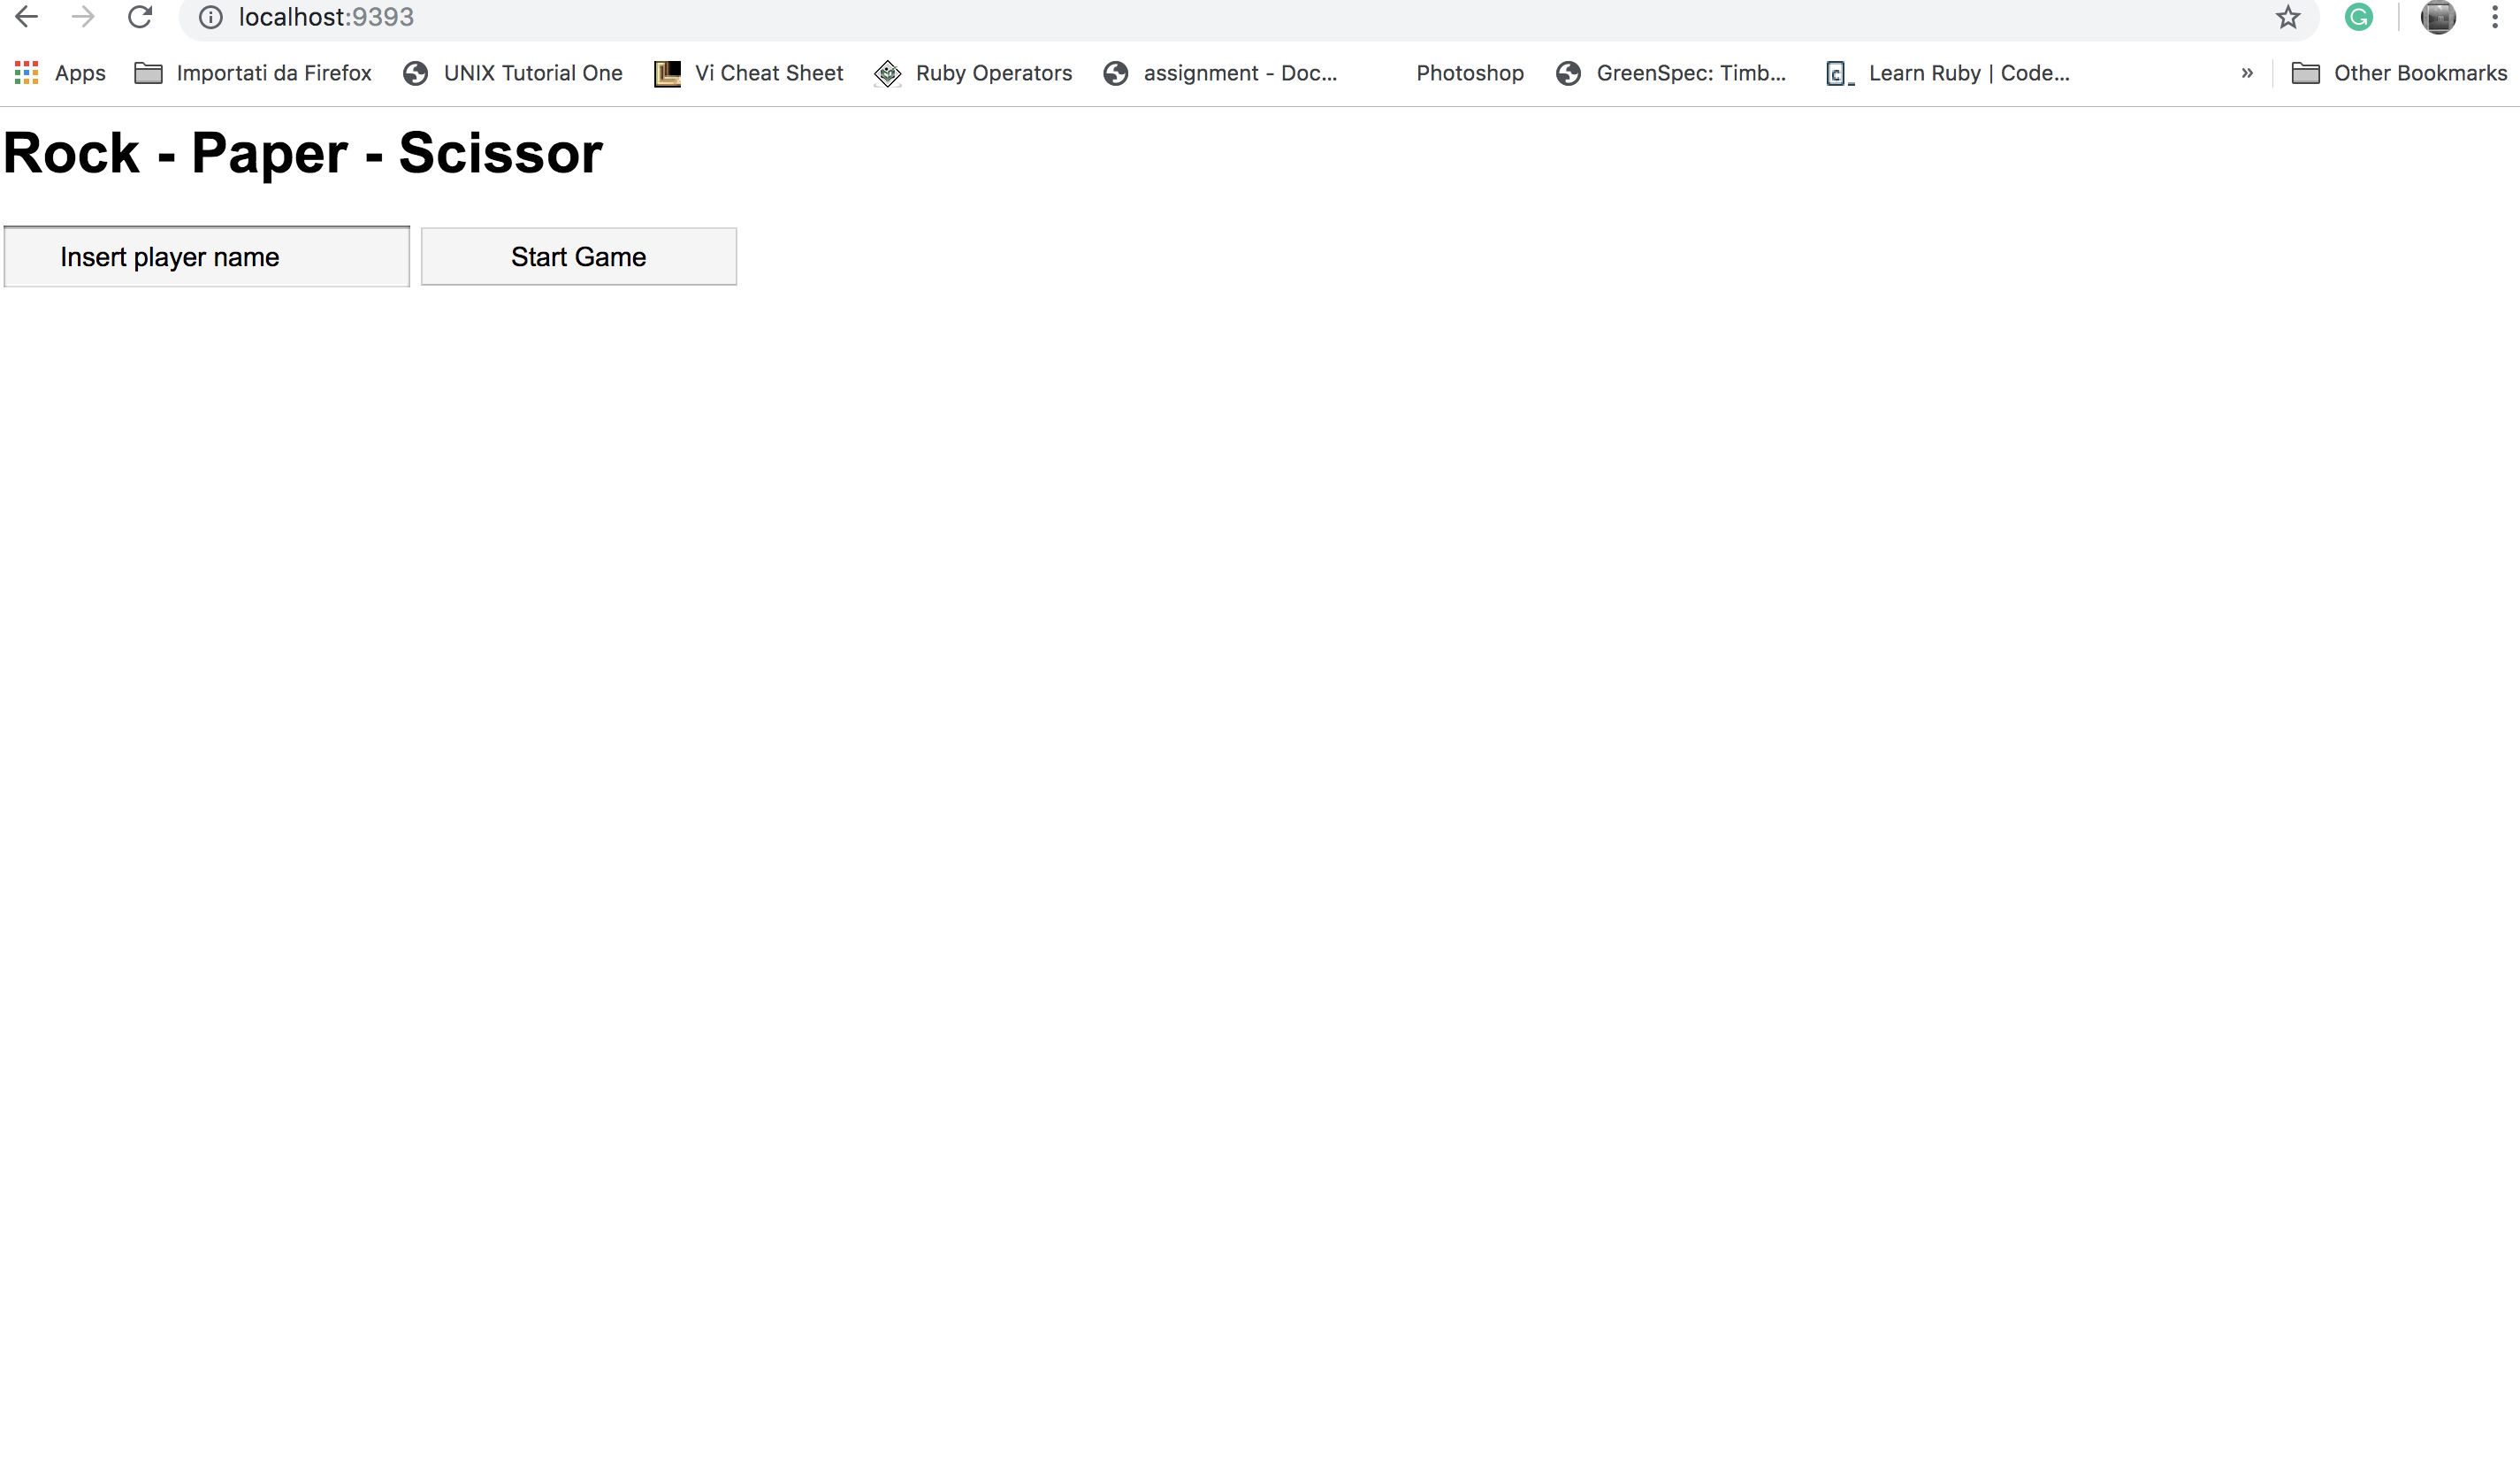 localhost:9393
Apps Importati da Firefox UNIX Tutorial One Vi Cheat Sheet Ruby Operators assignment - Doc... Photoshop GreenSpec: Timb... Learn Ruby | Code... » Other Bookmarks
Rock - Paper - Scissor
Insert player name Start Game